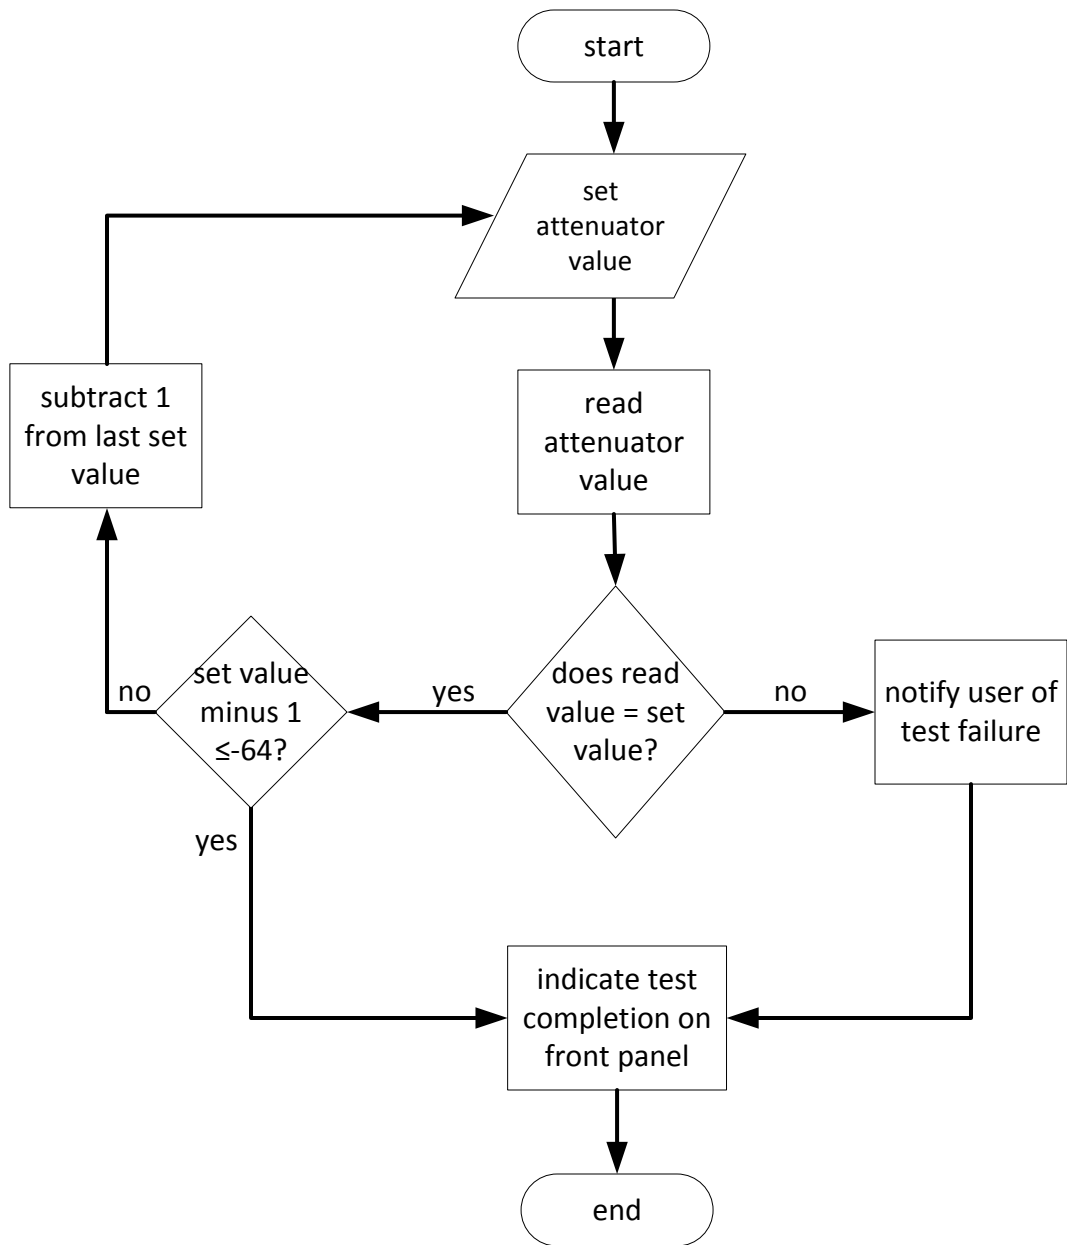 start
set
attenuator
value
subtract 1
from last set
value
read
attenuator
value
no
set value
minus 1
≤-64?
yes
does read
value = set
value?
no
notify user of
test failure
yes
indicate test
completion on
front panel
end